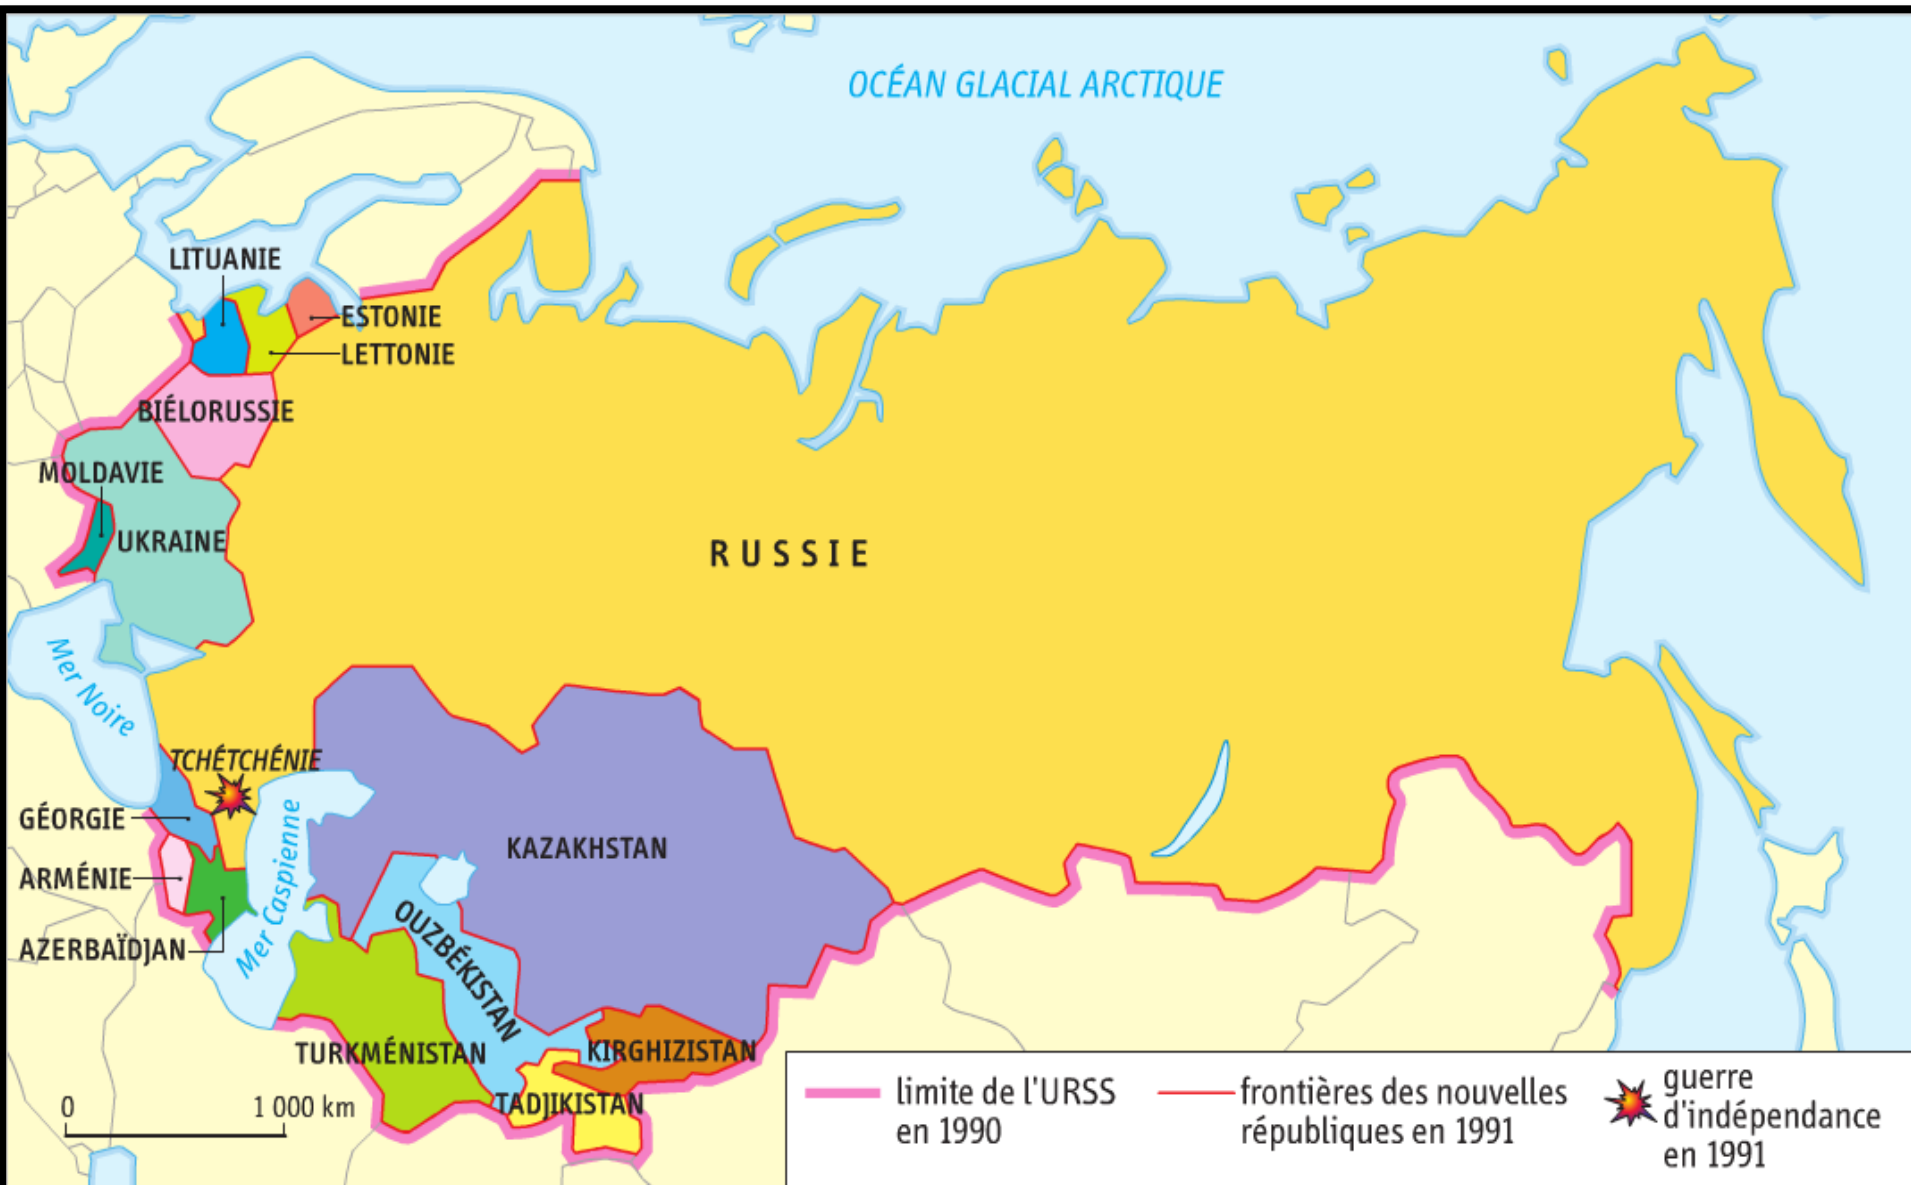 OCÉAN GLACIAL ARCTIQUE
LITUANIE
ESTONIE
LETTONIE
BIÉLORUSSIE
MOLDAVIE
UKRAINE
RUSSIE
Mer Noire
TCHÉTCHÉNIE
GÉORGIE
ARMÉNIE
AZERBAÏDJAN
Mer Caspienne
KAZAKHSTAN
OUZBÉKISTAN
TURKMÉNISTAN
KIRGHIZISTAN
TADJIKISTAN
0 1 000 km
limite de l'URSS
en 1990
frontières des nouvelles
républiques en 1991
guerre
d'indépendance
en 1991